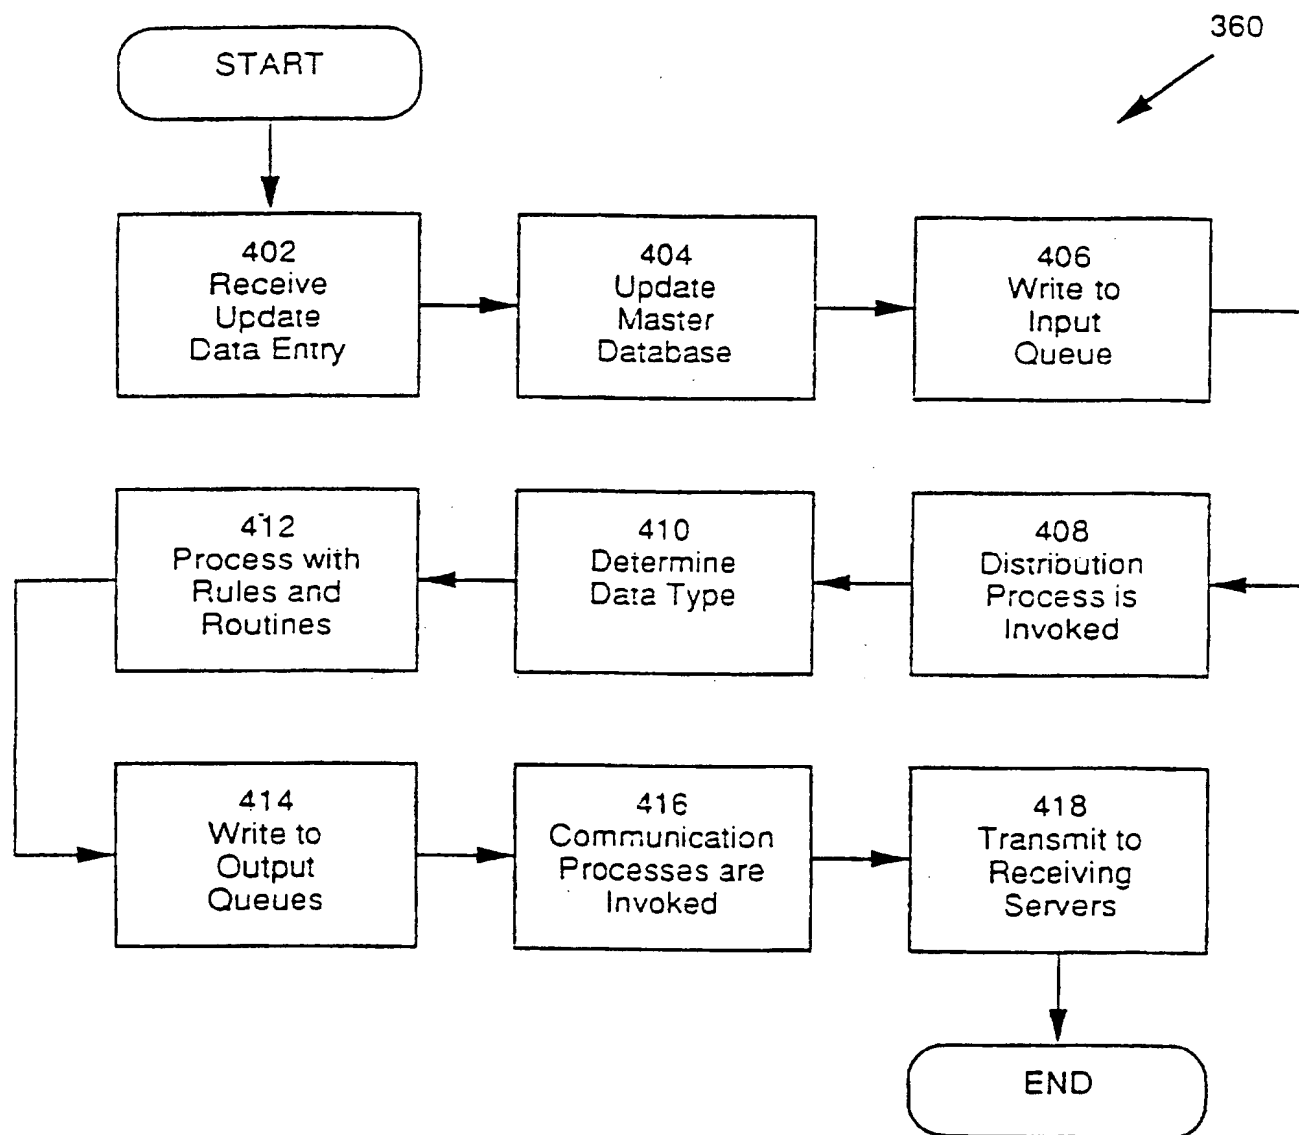 360
START
402
Receive
Update
Data Entry
404
Update
Master
Database
406
Write to
Input
Queue
412
Process with
Rules and
Routines
410
Determine
Data Type
408
Distribution
Process is
Invoked
414
Write to
Output
Queues
416
Communication
Processes are
Invoked
418
Transmit to
Receiving
Servers
END